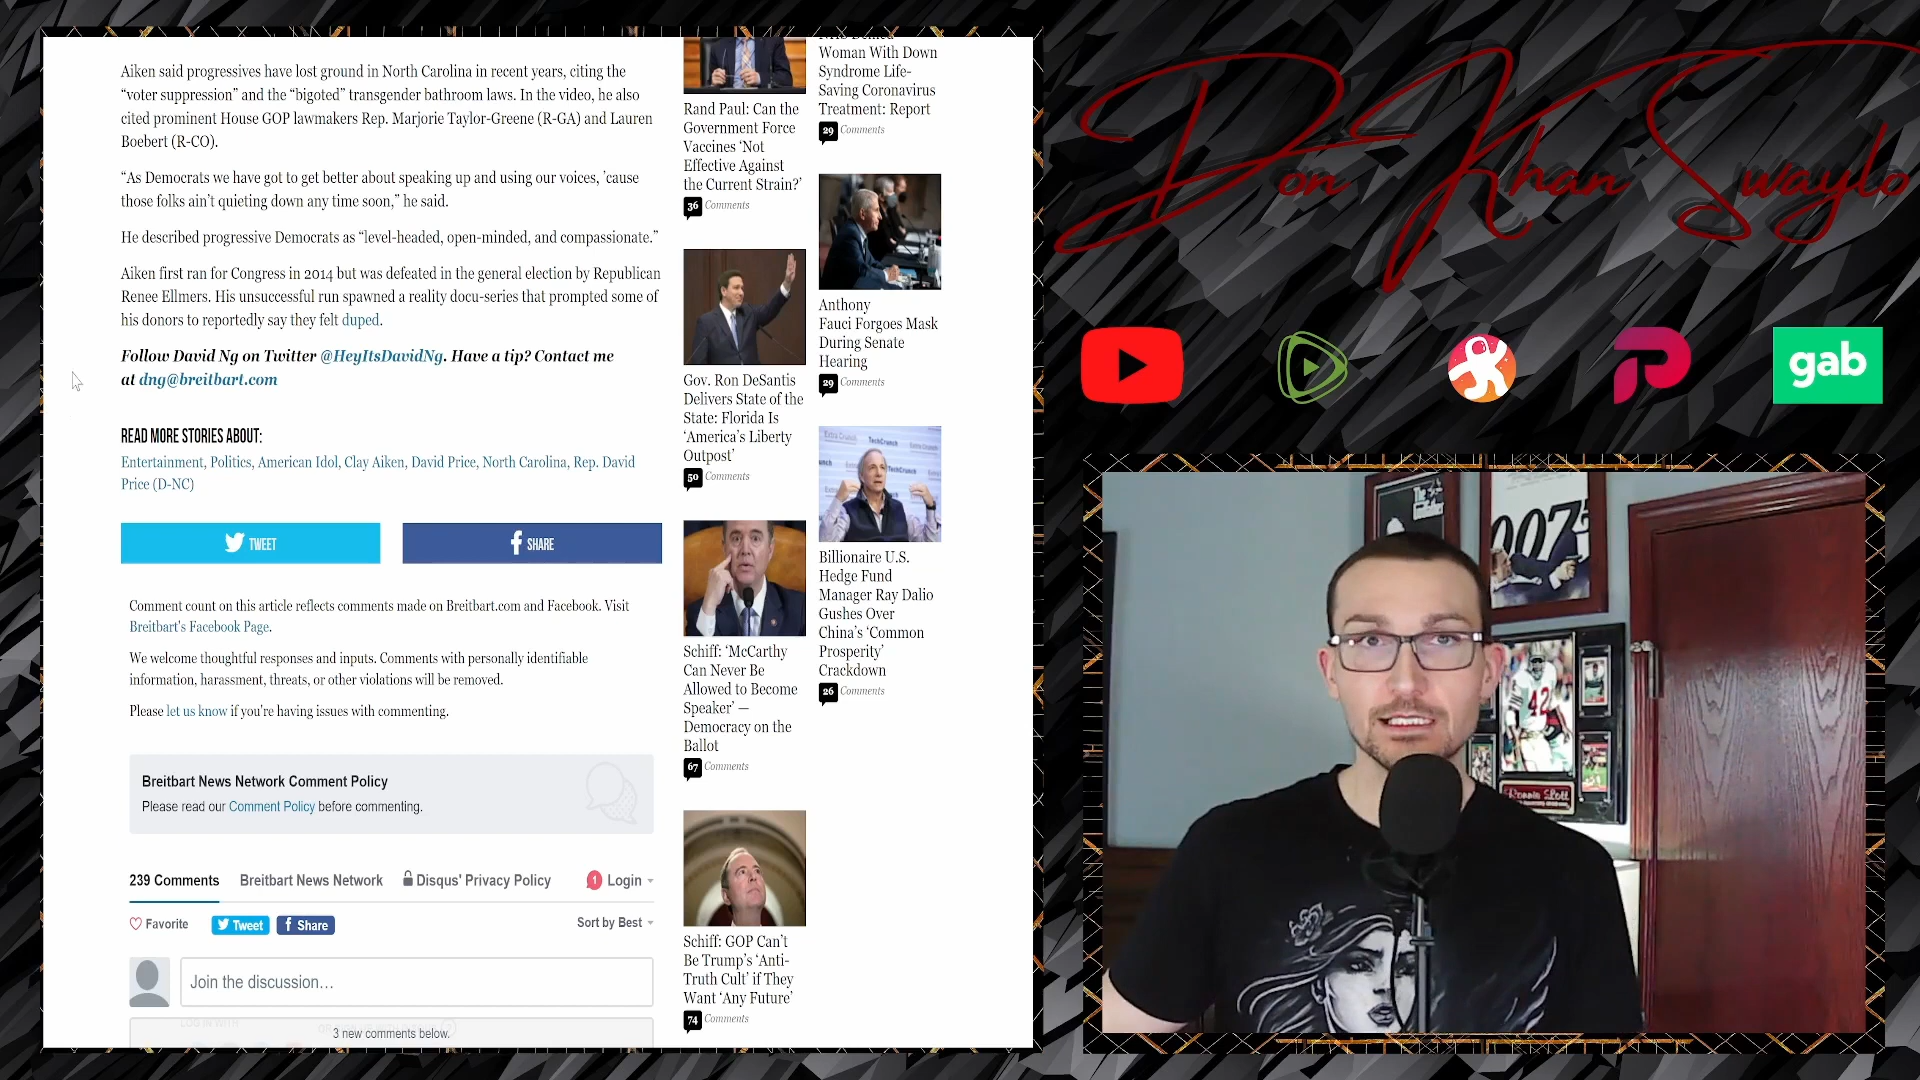 Aiken said progressives have lost ground in North Carolina in recent years, citing the
“voter suppression” and the “bigoted” transgender bathroom laws. In the video, he also
cited prominent House GOP lawmakers Rep. Marjorie Taylor-Greene (R-GA) and Lauren
Boebert (R-CO).
“As Democrats we have got to get better about speaking up and using our voices, ’cause
those folks ain’t quieting down any time soon,” he said.
He described progressive Democrats as “level-headed, open-minded, and compassionate.”
Aiken first ran for Congress in 2014 but was defeated in the general election by Republican
Renee Ellmers. His unsuccessful run spawned a reality docu-series that prompted some of
his donors to reportedly say they felt duped.
Follow David Ng on Twitter @HeyItsDavidNg. Have a tip? Contact me
at dng@breitbart.com
READ MORE STORIES ABOUT:
Entertainment, Politics, American Idol, Clay Aiken, David Price, North Carolina, Rep. David
Price (D-NC)
TWEET
SHARE
Comment count on this article reflects comments made on Breitbart.com and Facebook. Visit
Breitbart's Facebook Page.
We welcome thoughtful responses and inputs. Comments with personally identifiable
information, harassment, threats, or other violations will be removed.
Please let us know if you're having issues with commenting.
Breitbart News Network Comment Policy
Please read our Comment Policy before commenting.
239 Comments Breitbart News Network Disqus' Privacy Policy 1 Login
Favorite Tweet Share Sort by Best
Join the discussion…
3 new comments below.
Rand Paul: Can the
Government Force
Vaccines ‘Not
Effective Against
the Current Strain?’
36 Comments
Gov. Ron DeSantis
Delivers State of the
State: Florida Is
‘America’s Liberty
Outpost’
50 Comments
Schiff: ‘McCarthy
Can Never Be
Allowed to Become
Speaker’ —
Democracy on the
Ballot
67 Comments
Schiff: GOP Can’t
Be Trump’s ‘Anti-
Truth Cult’ if They
Want ‘Any Future’
74 Comments
Woman With Down
Syndrome Life-
Saving Coronavirus
Treatment: Report
29 Comments
Anthony
Fauci Forgoes Mask
During Senate
Hearing
29 Comments
TechCrunch
Billionaire U.S.
Hedge Fund
Manager Ray Dalio
Gushes Over
China’s ‘Common
Prosperity’
Crackdown
26 Comments
Don Khan Swaylo
gab
The
007
42
Ronnie Lott